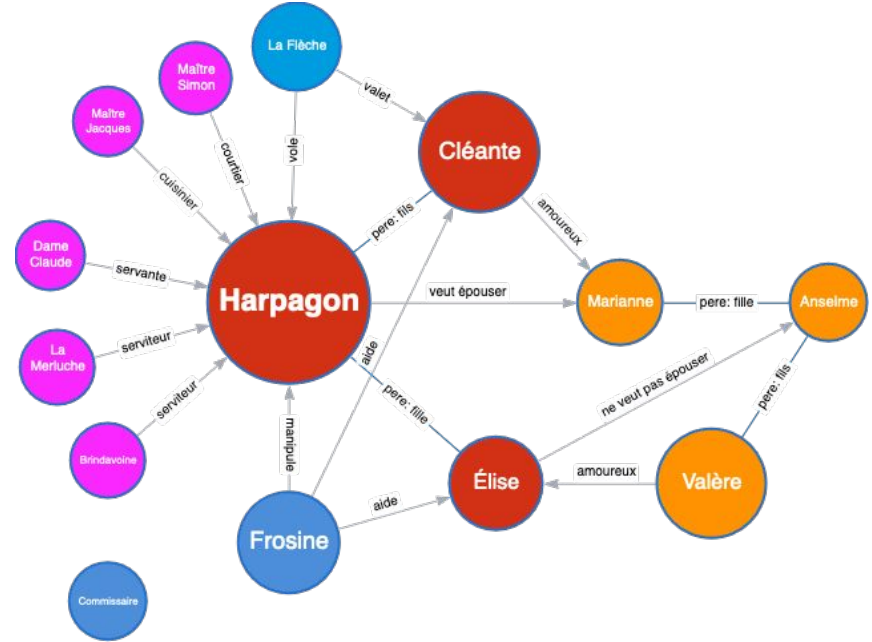 La Flèche
Maître
Simon
Maître
Jacques
valet
vole
courtier
cuisinier
Cléante
pere: fils
amoureux
Dame
Claude
servante
Harpagon
veut épouser
Marianne
pere: fille
Anselme
La
Merluche
serviteur
aide
ne veut pas épouser
pere: fils
serviteur
pere: fille
manipule
Brindavoine
Élise
amoureux
Valère
aide
Frosine
Commissaire